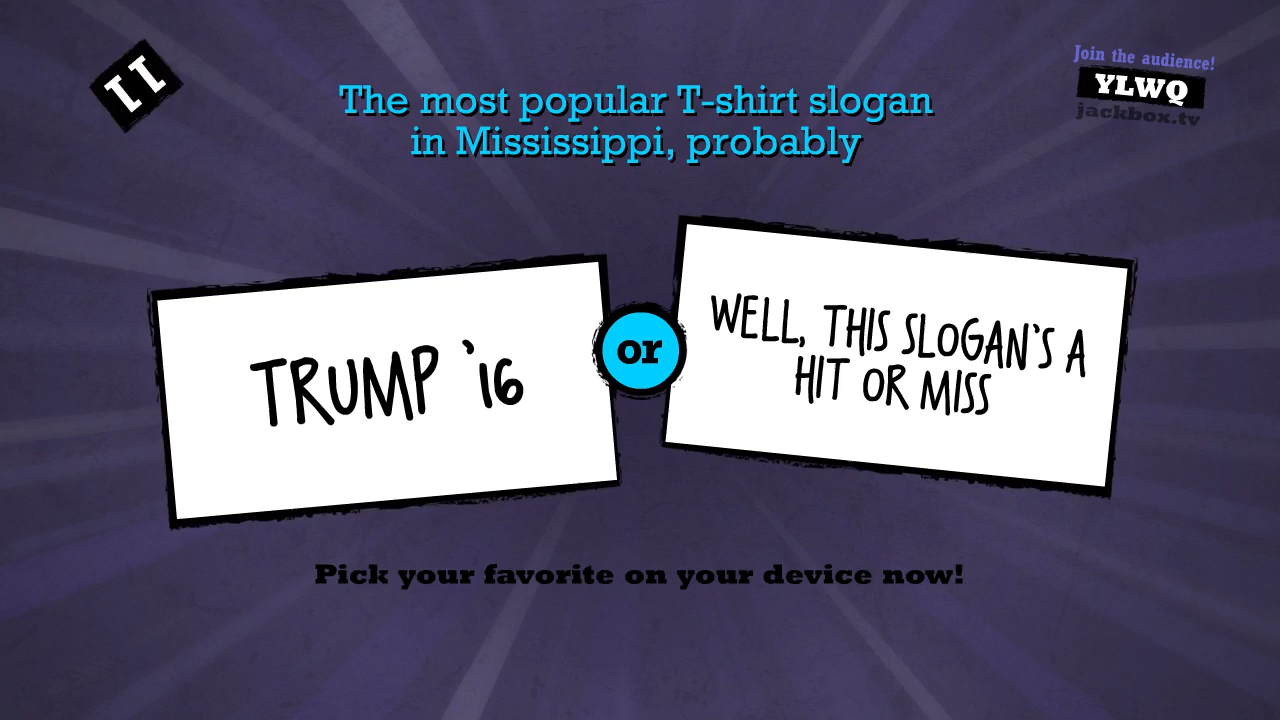 II
Join the audience!
YLWQ
jackbox.tv
The most popular T-shirt slogan
in Mississippi, probably
TRUMP '16
or
WELL, THIS SLOGAN'S A
HIT OR MISS
Pick your favorite on your device now!